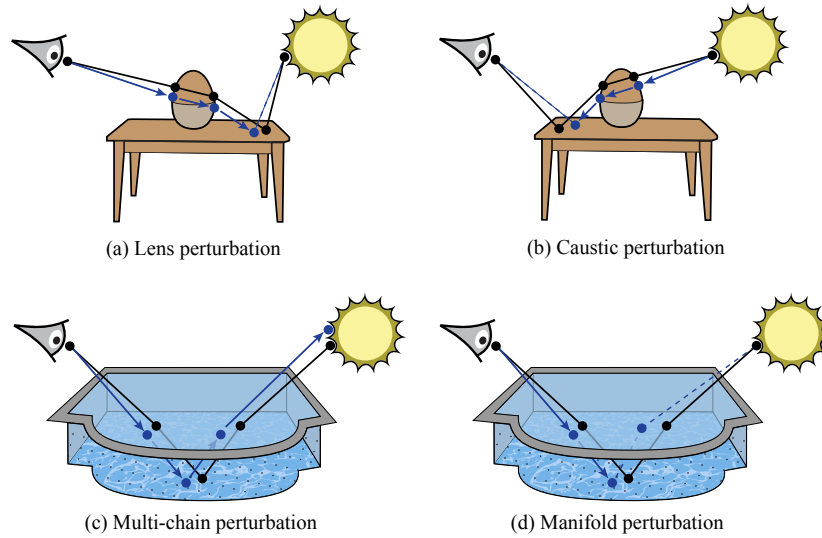 (a) Lens perturbation
(b) Caustic perturbation
(c) Multi-chain perturbation
(d) Manifold perturbation